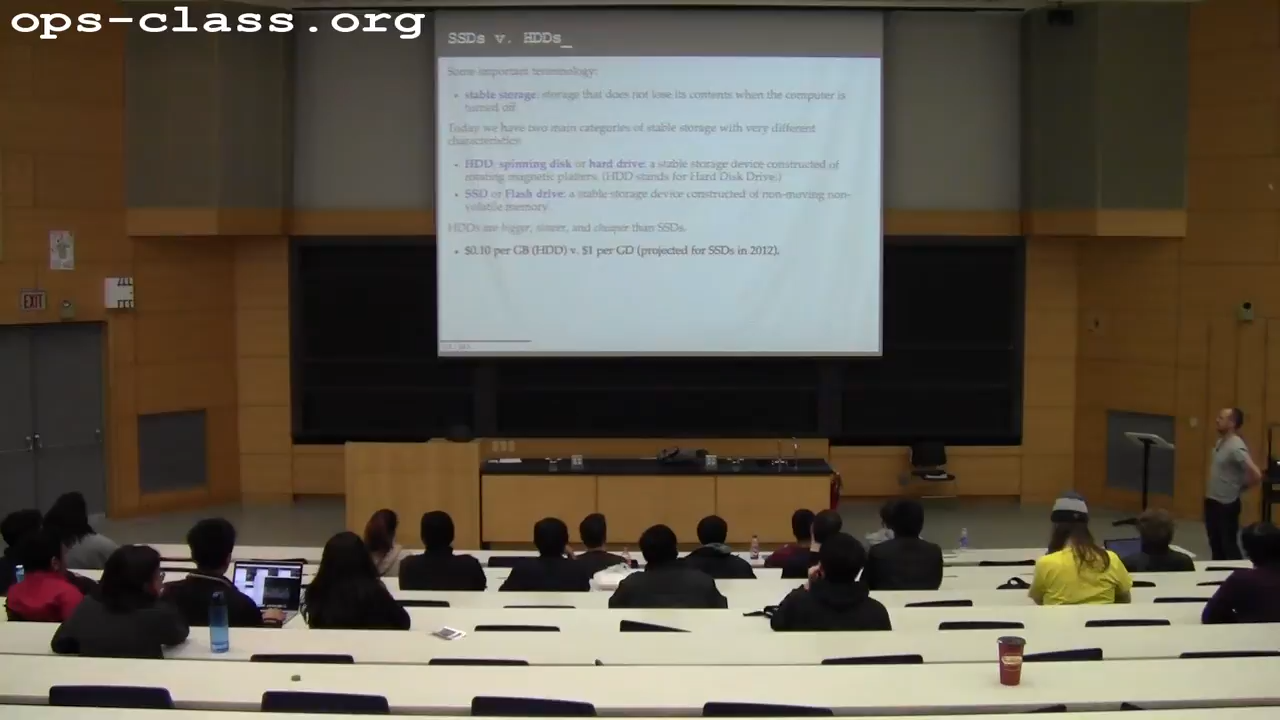 ops-class.org
SSDs v. HDDs_
Some important terminology:
• stable storage: storage that does not lose its contents when the computer is
turned off.
Today we have two main categories of stable storage with very different
characteristics:
• HDD, spinning disk or hard drive: a stable storage device constructed of
rotating magnetic platters. (HDD stands for Hard Disk Drive.)
• SSD or Flash drive: a stable storage device constructed of non-moving non-
volatile memory.
HDDs are bigger, slower, and cheaper than SSDs.
• $0.10 per GB (HDD) v. $1 per GB (projected for SSDs in 2012).
EXIT